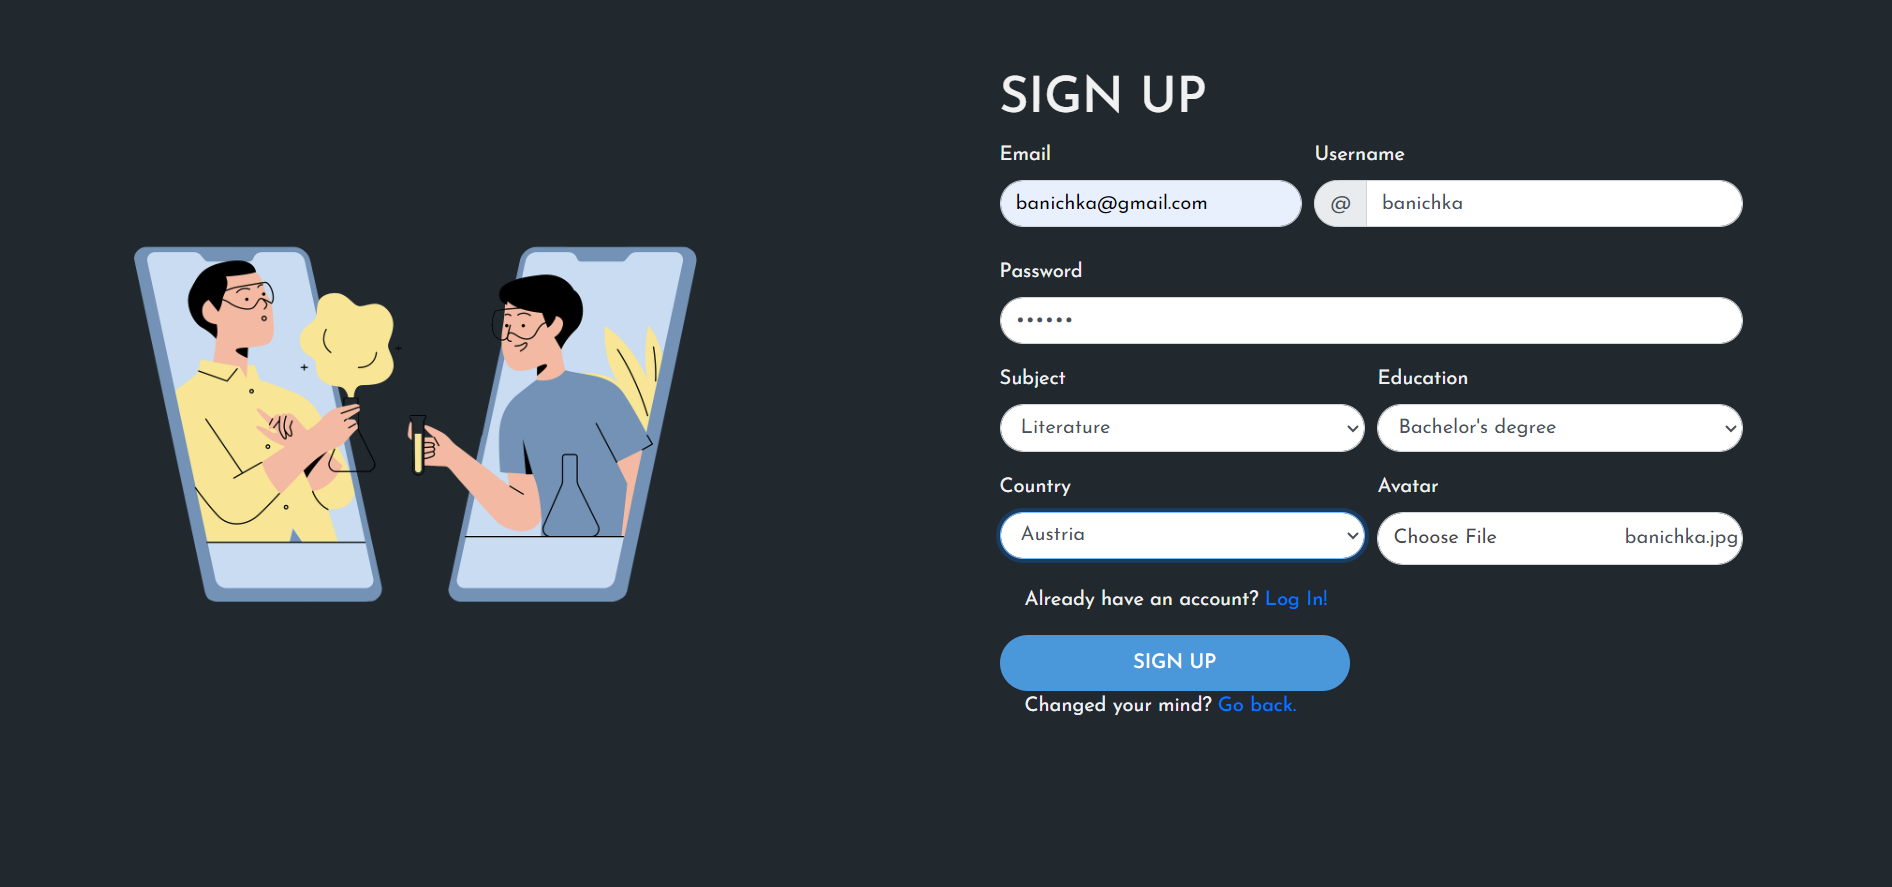 SIGN UP
Email Username
banichka@gmail.com @ banichka
Password
••••••
Subject Education
Literature Bachelor's degree
Country Avatar
Austria Choose File banichka.jpg
Already have an account? Log In!
SIGN UP
Changed your mind? Go back.